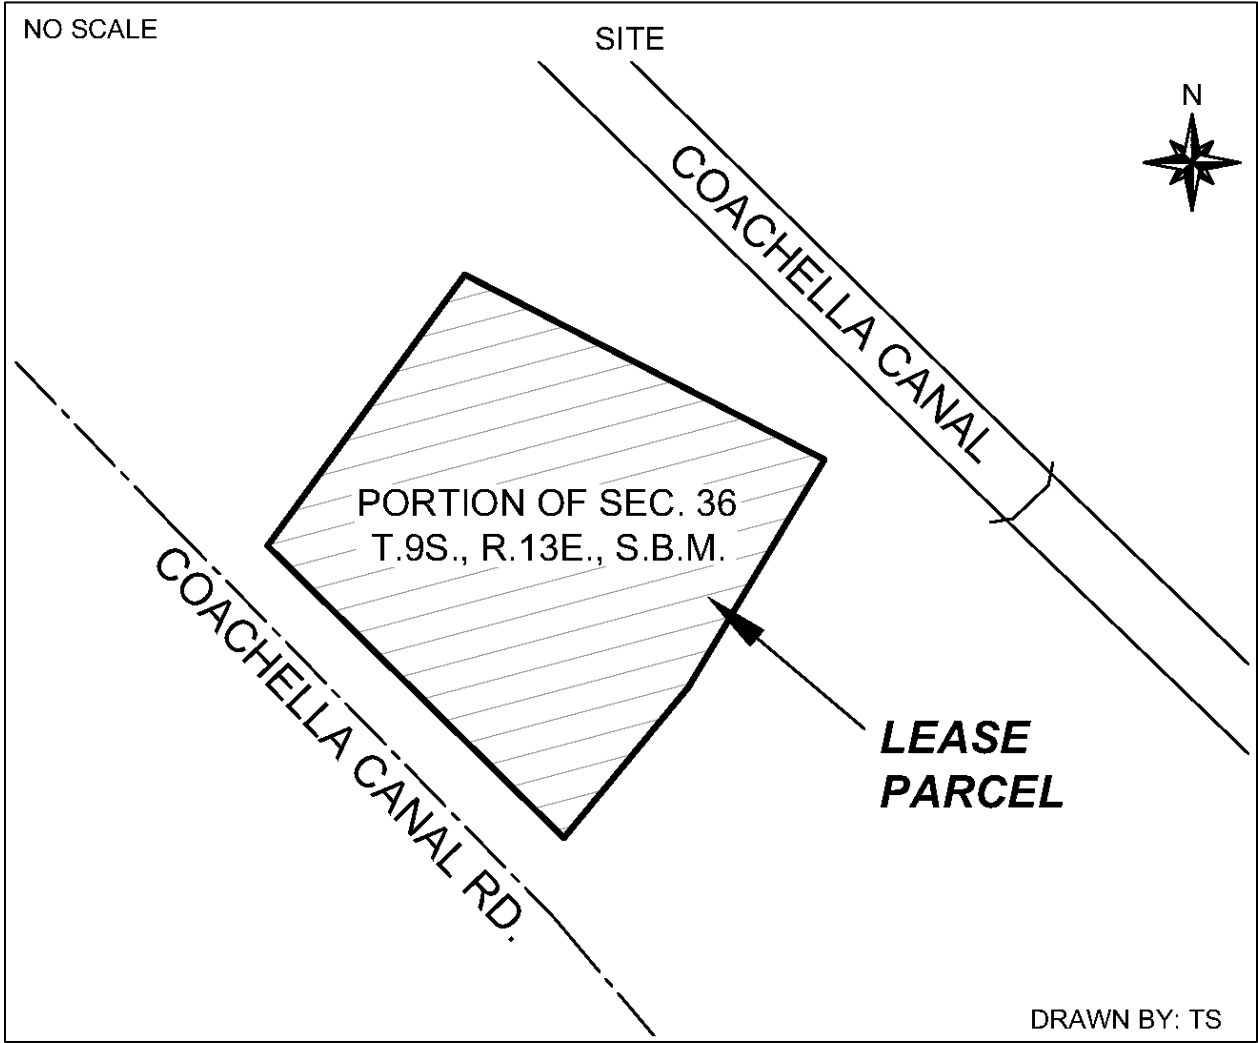 NO SCALE
SITE
N
COACHELLA CANAL
PORTION OF SEC. 36
T.9S., R.13E., S.B.M.
COACHELLA CANAL RD.
LEASE
PARCEL
DRAWN BY: TS